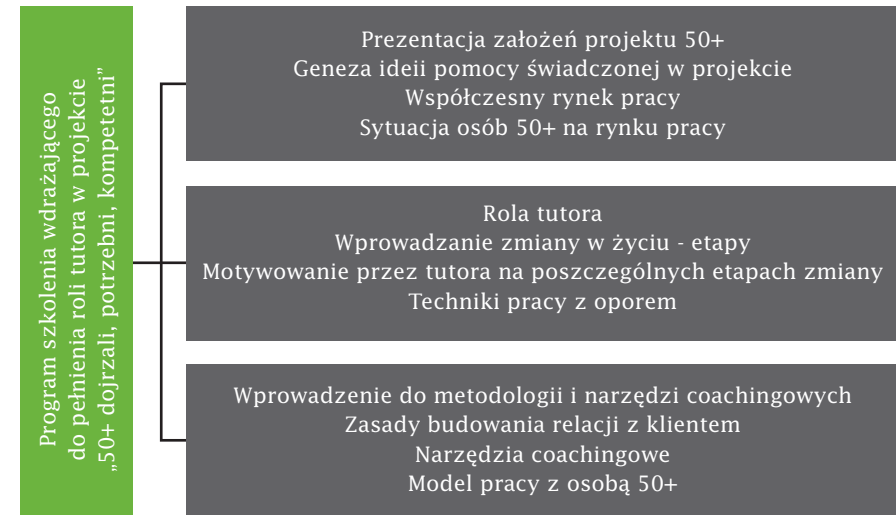 Program szkolenia wdrażającego
do pełnienia roli tutora w projekcie
„50+ dojrzali, potrzebni, kompetetni”
Prezentacja założeń projektu 50+
Geneza ideii pomocy świadczonej w projekcie
Współczesny rynek pracy
Sytuacja osób 50+ na rynku pracy
Rola tutora
Wprowadzanie zmiany w życiu - etapy
Motywowanie przez tutora na poszczególnych etapach zmiany
Techniki pracy z oporem
Wprowadzenie do metodologii i narzędzi coachingowych
Zasady budowania relacji z klientem
Narzędzia coachingowe
Model pracy z osobą 50+